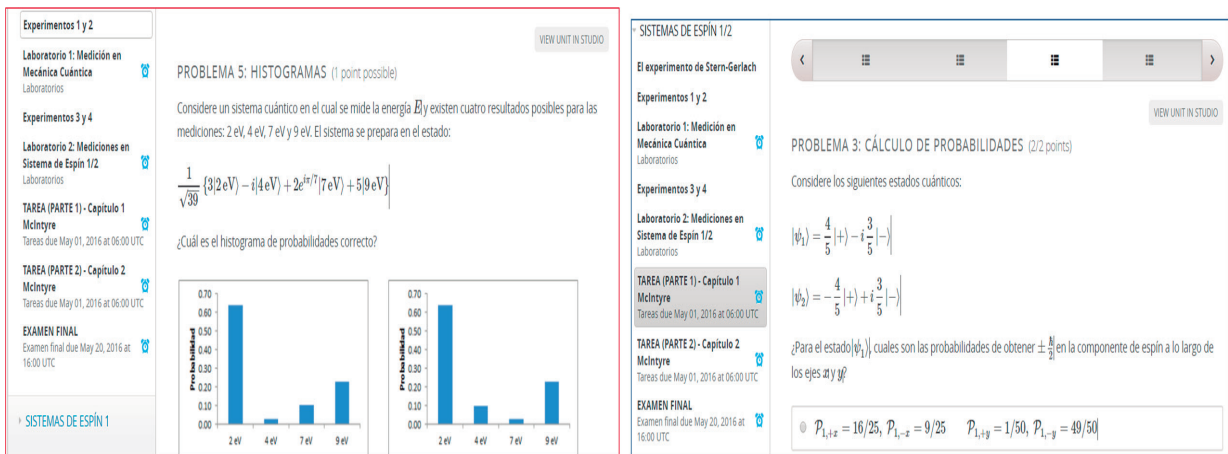 Experimentos 1 y 2
Laboratorio 1: Medición en
Mecánica Cuántica
Laboratorios
Experimentos 3 y 4
Laboratorio 2: Mediciones en
Sistema de Espín 1/2
Laboratorios
TAREA (PARTE 1) - Capítulo 1
McIntyre
Tareas due May 01, 2016 at 06:00 UTC
TAREA (PARTE 2) - Capítulo 2
McIntyre
Tareas due May 01, 2016 at 06:00 UTC
EXAMEN FINAL
Examen final due May 20, 2016 at
16:00 UTC
SISTEMAS DE ESPÍN 1
VIEW UNIT IN STUDIO
PROBLEMA 5: HISTOGRAMAS (1 point possible)
Considere un sistema cuántico en el cual se mide la energía E y existen cuatro resultados posibles para las
mediciones: 2 eV, 4 eV, 7 eV y 9 eV. El sistema se prepara en el estado:
1/√39 {3|2 eV⟩ − i|4 eV⟩ + 2e^{iπ/7}|7 eV⟩ + 5|9 eV⟩}
¿Cuál es el histograma de probabilidades correcto?
Probabilidad
0.70
0.60
0.50
0.40
0.30
0.20
0.10
0.00
2 eV 4 eV 7 eV 9 eV
Probabilidad
0.70
0.60
0.50
0.40
0.30
0.20
0.10
0.00
2 eV 4 eV 7 eV 9 eV
SISTEMAS DE ESPÍN 1/2
El experimento de Stern-Gerlach
Experimentos 1 y 2
Laboratorio 1: Medición en
Mecánica Cuántica
Laboratorios
Experimentos 3 y 4
Laboratorio 2: Mediciones en
Sistema de Espín 1/2
Laboratorios
TAREA (PARTE 1) - Capítulo 1
McIntyre
Tareas due May 01, 2016 at 06:00 UTC
TAREA (PARTE 2) - Capítulo 2
McIntyre
Tareas due May 01, 2016 at 06:00 UTC
EXAMEN FINAL
Examen final due May 20, 2016 at
16:00 UTC
VIEW UNIT IN STUDIO
PROBLEMA 3: CÁLCULO DE PROBABILIDADES (2/2 points)
Considere los siguientes estados cuánticos:
|ψ₁⟩ = 4/5 |+⟩ − i 3/5 |−⟩
|ψ₂⟩ = −4/5 |+⟩ + i 3/5 |−⟩
¿Para el estado |ψ₁⟩, cuales son las probabilidades de obtener ± ħ/2 en la componente de espín a lo largo de
los ejes x y y?
P₁,₊ₓ = 16/25, P₁,₋ₓ = 9/25 P₁,₊y = 1/50, P₁,₋y = 49/50